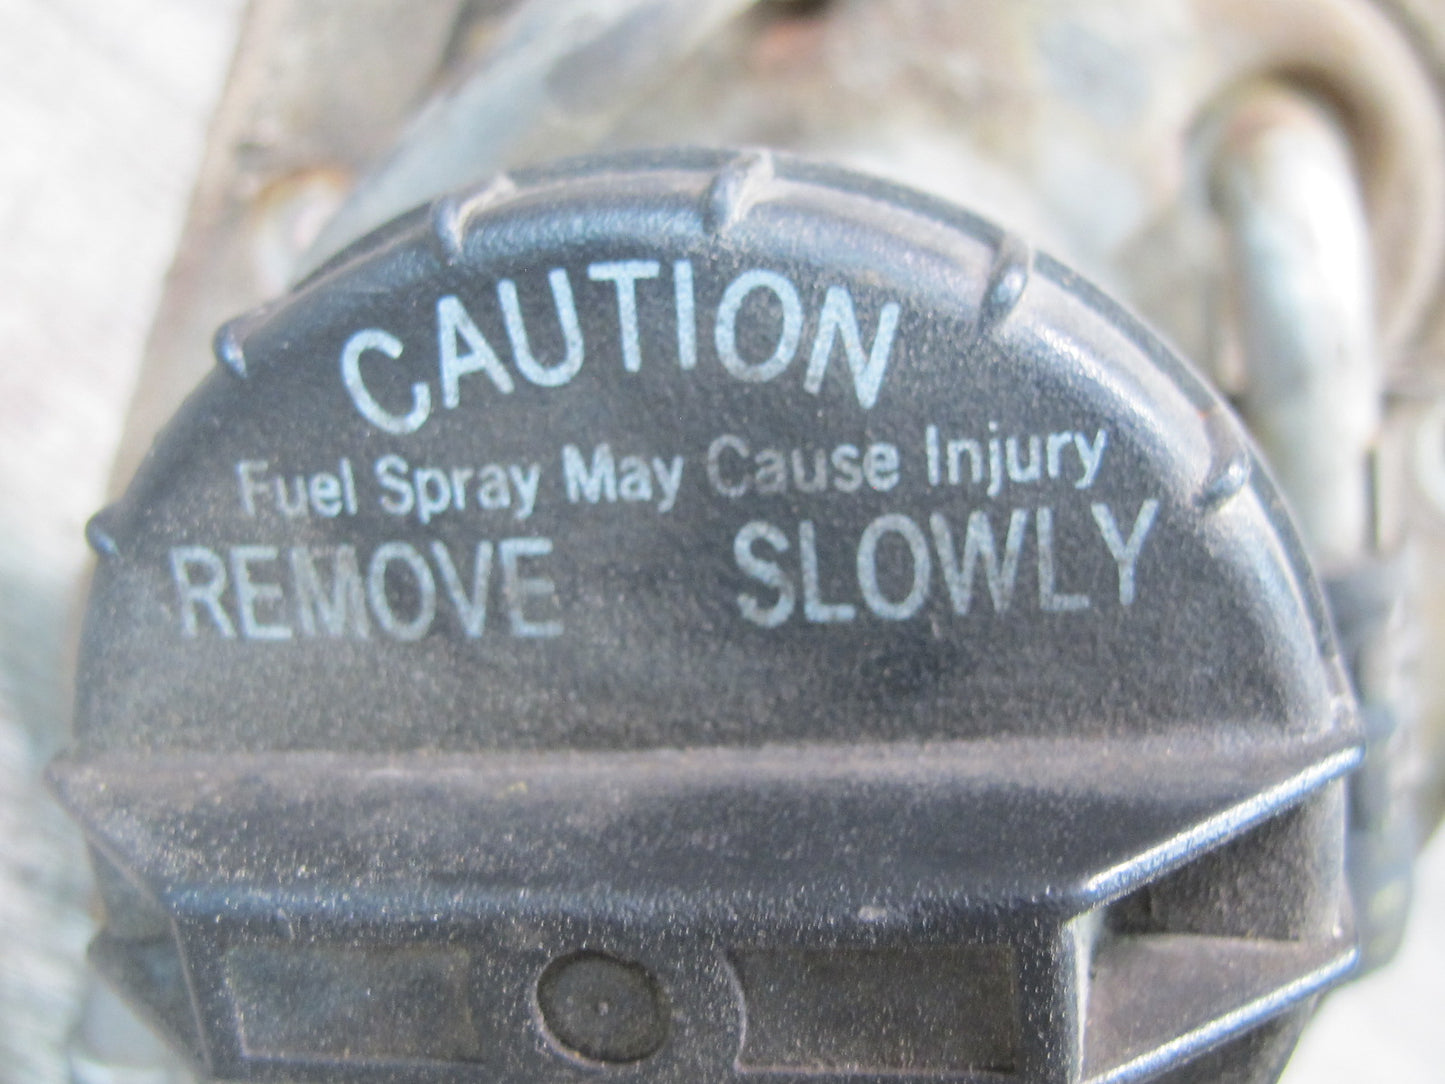 CAUTION
Fuel Spray May Cause Injury
REMOVE SLOWLY